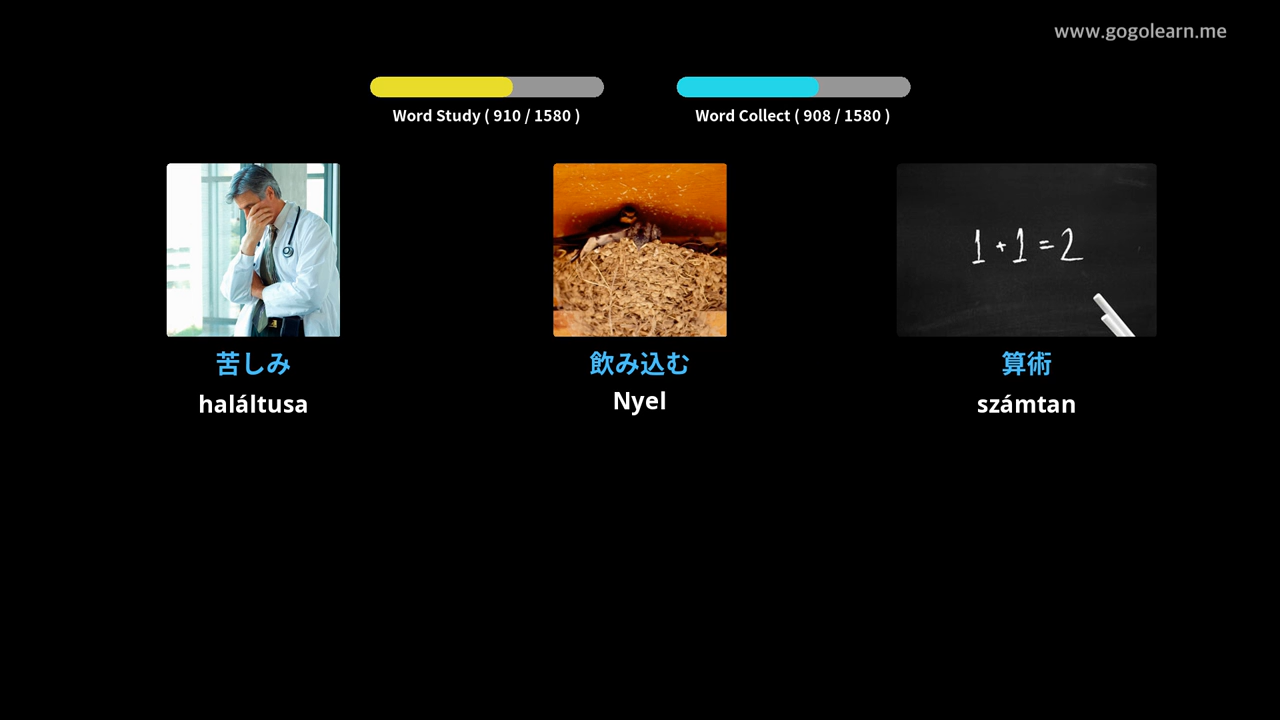 www.gogolearn.me
Word Study ( 910 / 1580 )
Word Collect ( 908 / 1580 )
1 + 1 = 2
苦しみ
飲み込む
算術
haláltusa
Nyel
számtan